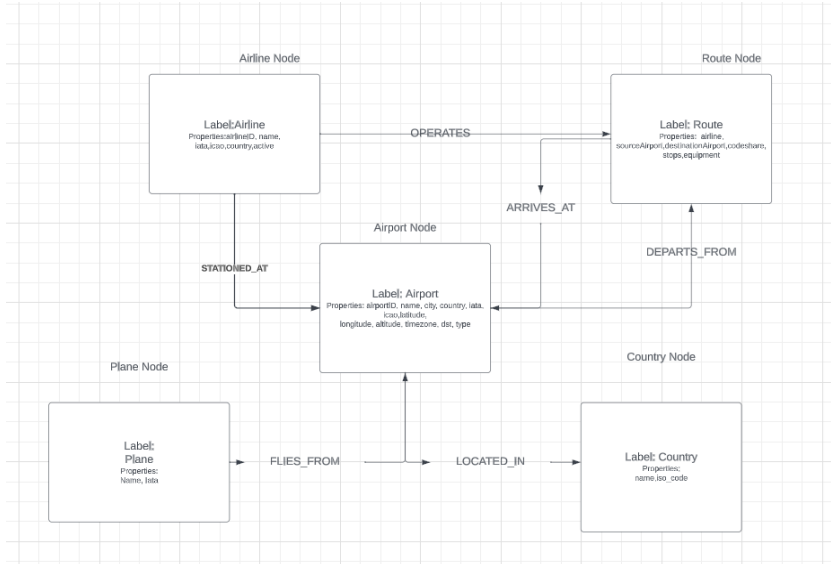 Airline Node
Route Node
Label:Airline
Properties:airlineID, name,
iata,icao,country,active
OPERATES
Label: Route
Properties: airline,
sourceAirport,destinationAirport,codeshare,
stops,equipment
ARRIVES_AT
Airport Node
DEPARTS_FROM
STATIONED_AT
Label: Airport
Properties: airportID, name, city, country, iata,
icao,latitude,
longitude, altitude, timezone, dst, type
Plane Node
Country Node
Label:
Plane
Properties:
Name, Iata
FLIES_FROM
LOCATED_IN
Label: Country
Properties:
name,iso_code